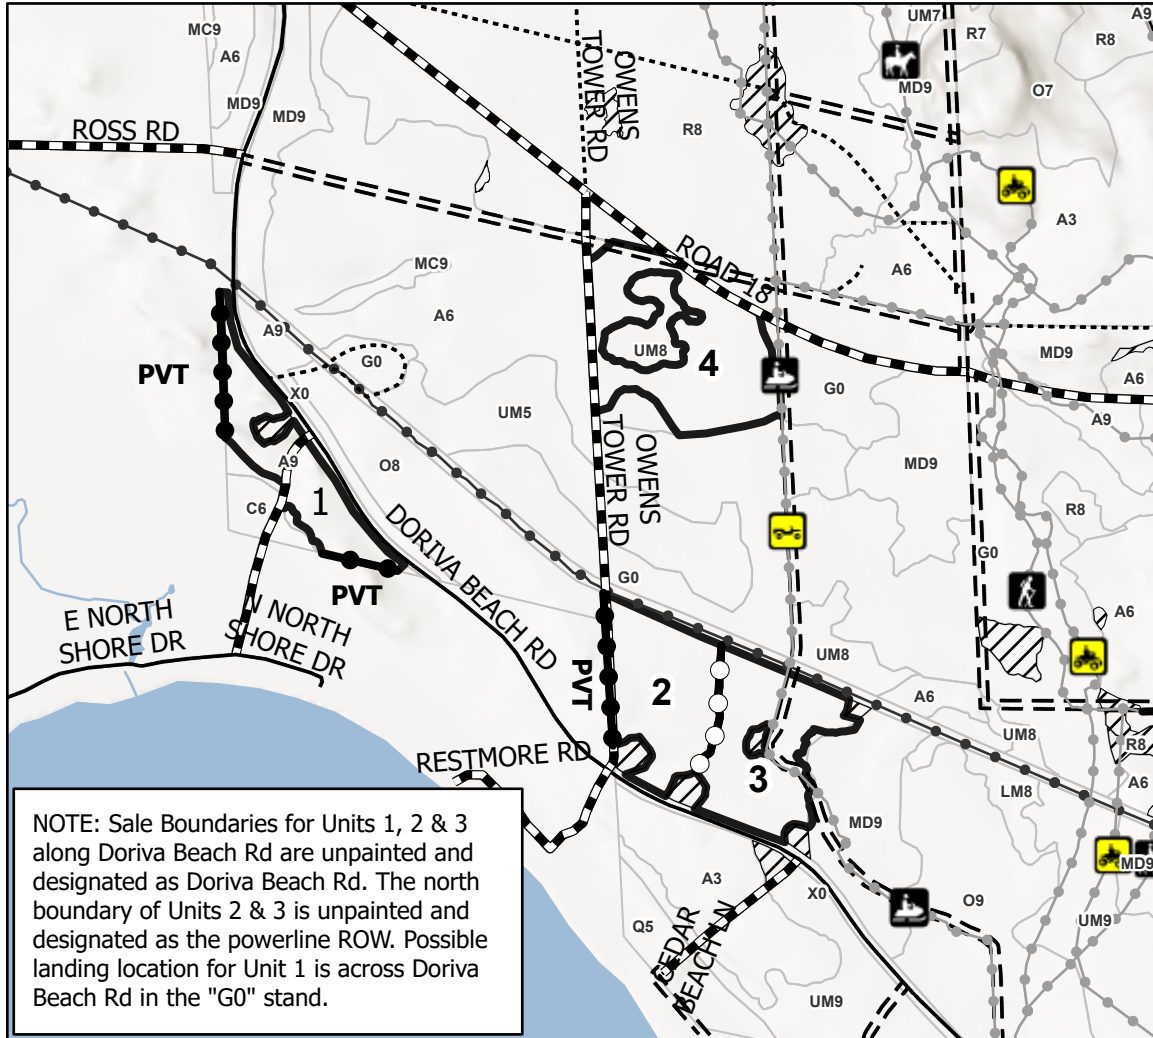 MC9
A6
UM7
A9
R7
R8
MD9
O7
OWENS
TOWER RD
MD9
MD9
ROSS RD
R8
A3
MC9
ROAD 18
A6
A6
A9
G0
UM8
4
MD9
PVT
X0
G0
A6
UM5
A9
O8
OWENS
TOWER RD
MD9
A9
1
C6
R8
DORIVA BEACH RD
G0
G0
PVT
E NORTH
SHORE DR
N NORTH
SHORE DR
A6
UM8
PVT
2
A6
UM8
R8
RESTMORE RD
3
LM8
A6
MD9
MD9
A3
X0
O9
Q5
UM9
CEDAR
BEACH LN
UM9
NOTE: Sale Boundaries for Units 1, 2 & 3
along Doriva Beach Rd are unpainted and
designated as Doriva Beach Rd. The north
boundary of Units 2 & 3 is unpainted and
designated as the powerline ROW. Possible
landing location for Unit 1 is across Doriva
Beach Rd in the "G0" stand.